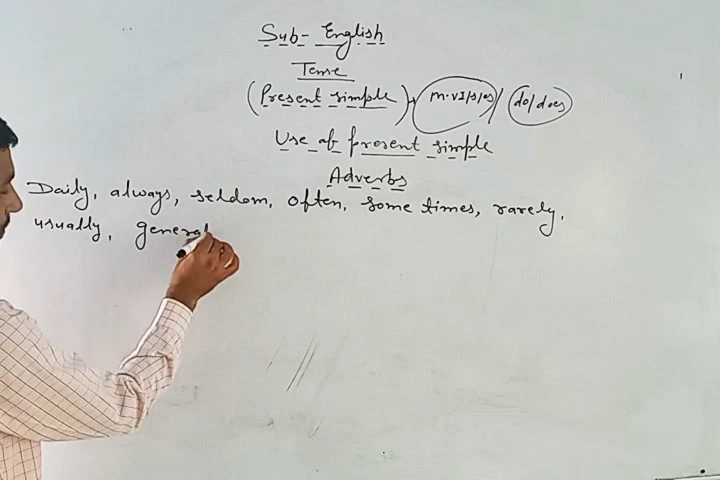 Sub- English
Tense
(Present simple) → m.v1/s/es / do/does
Use of present simple
Adverbs
Daily, always, seldom, often, some times, rarely,
usually, general